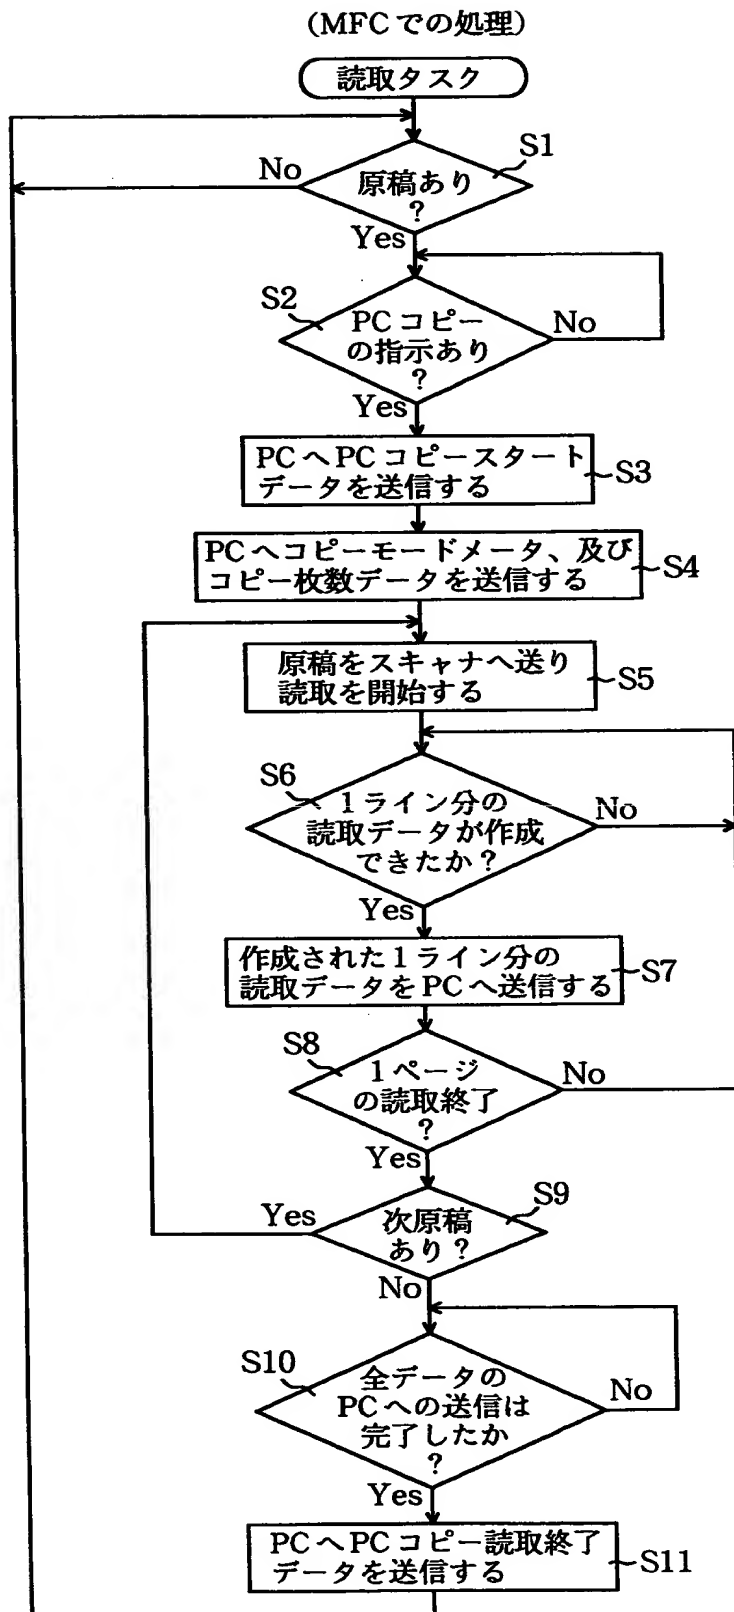 (MFCでの処理)
読取タスク
S1
No
原稿あり
?
Yes
S2
PCコピー
の指示あり
?
No
Yes
PCへPCコピースタート
データを送信する
S3
PCへコピーモードメータ、及び
コピー枚数データを送信する
S4
原稿をスキャナへ送り
読取を開始する
S5
S6
1ライン分の
読取データが作成
できたか?
No
Yes
作成された1ライン分の
読取データをPCへ送信する
S7
S8
1ページ
の読取終了
?
No
Yes
S9
Yes
次原稿
あり?
No
S10
全データの
PCへの送信は
完了したか
?
No
Yes
PCへPCコピー読取終了
データを送信する
S11